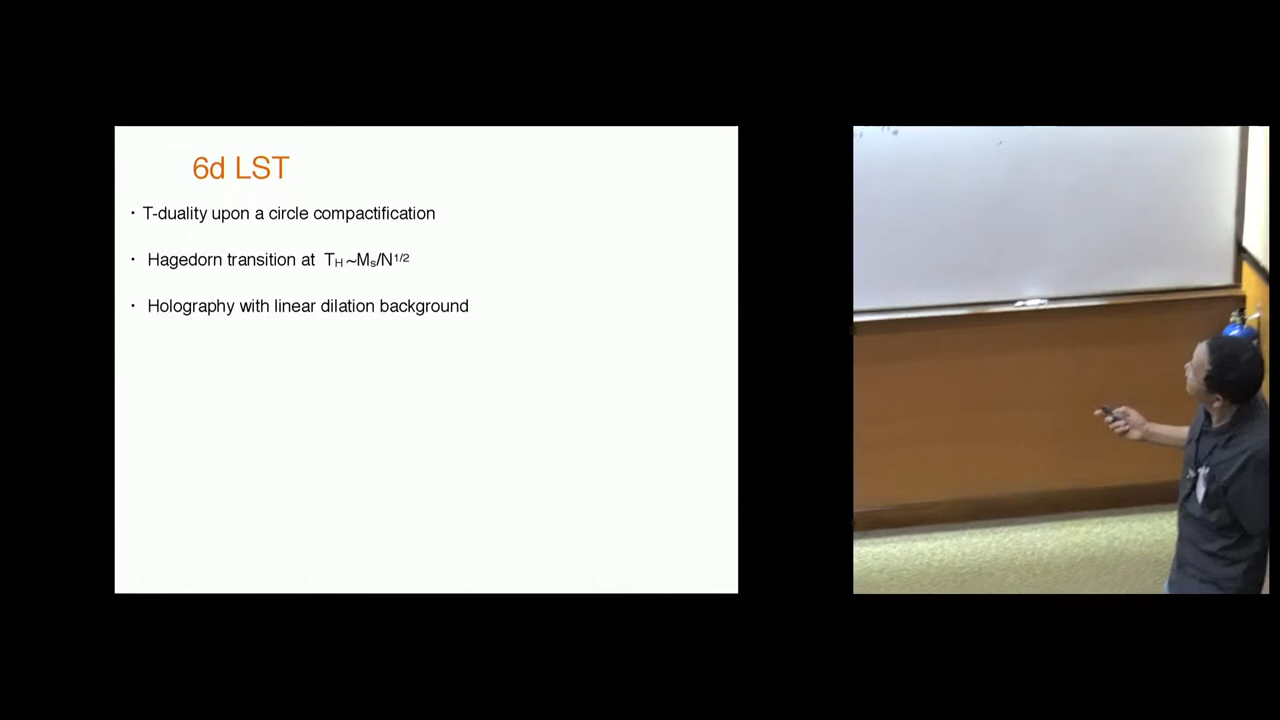 6d LST
• T-duality upon a circle compactification
• Hagedorn transition at T_H ~M_s/N^1/2
• Holography with linear dilation background